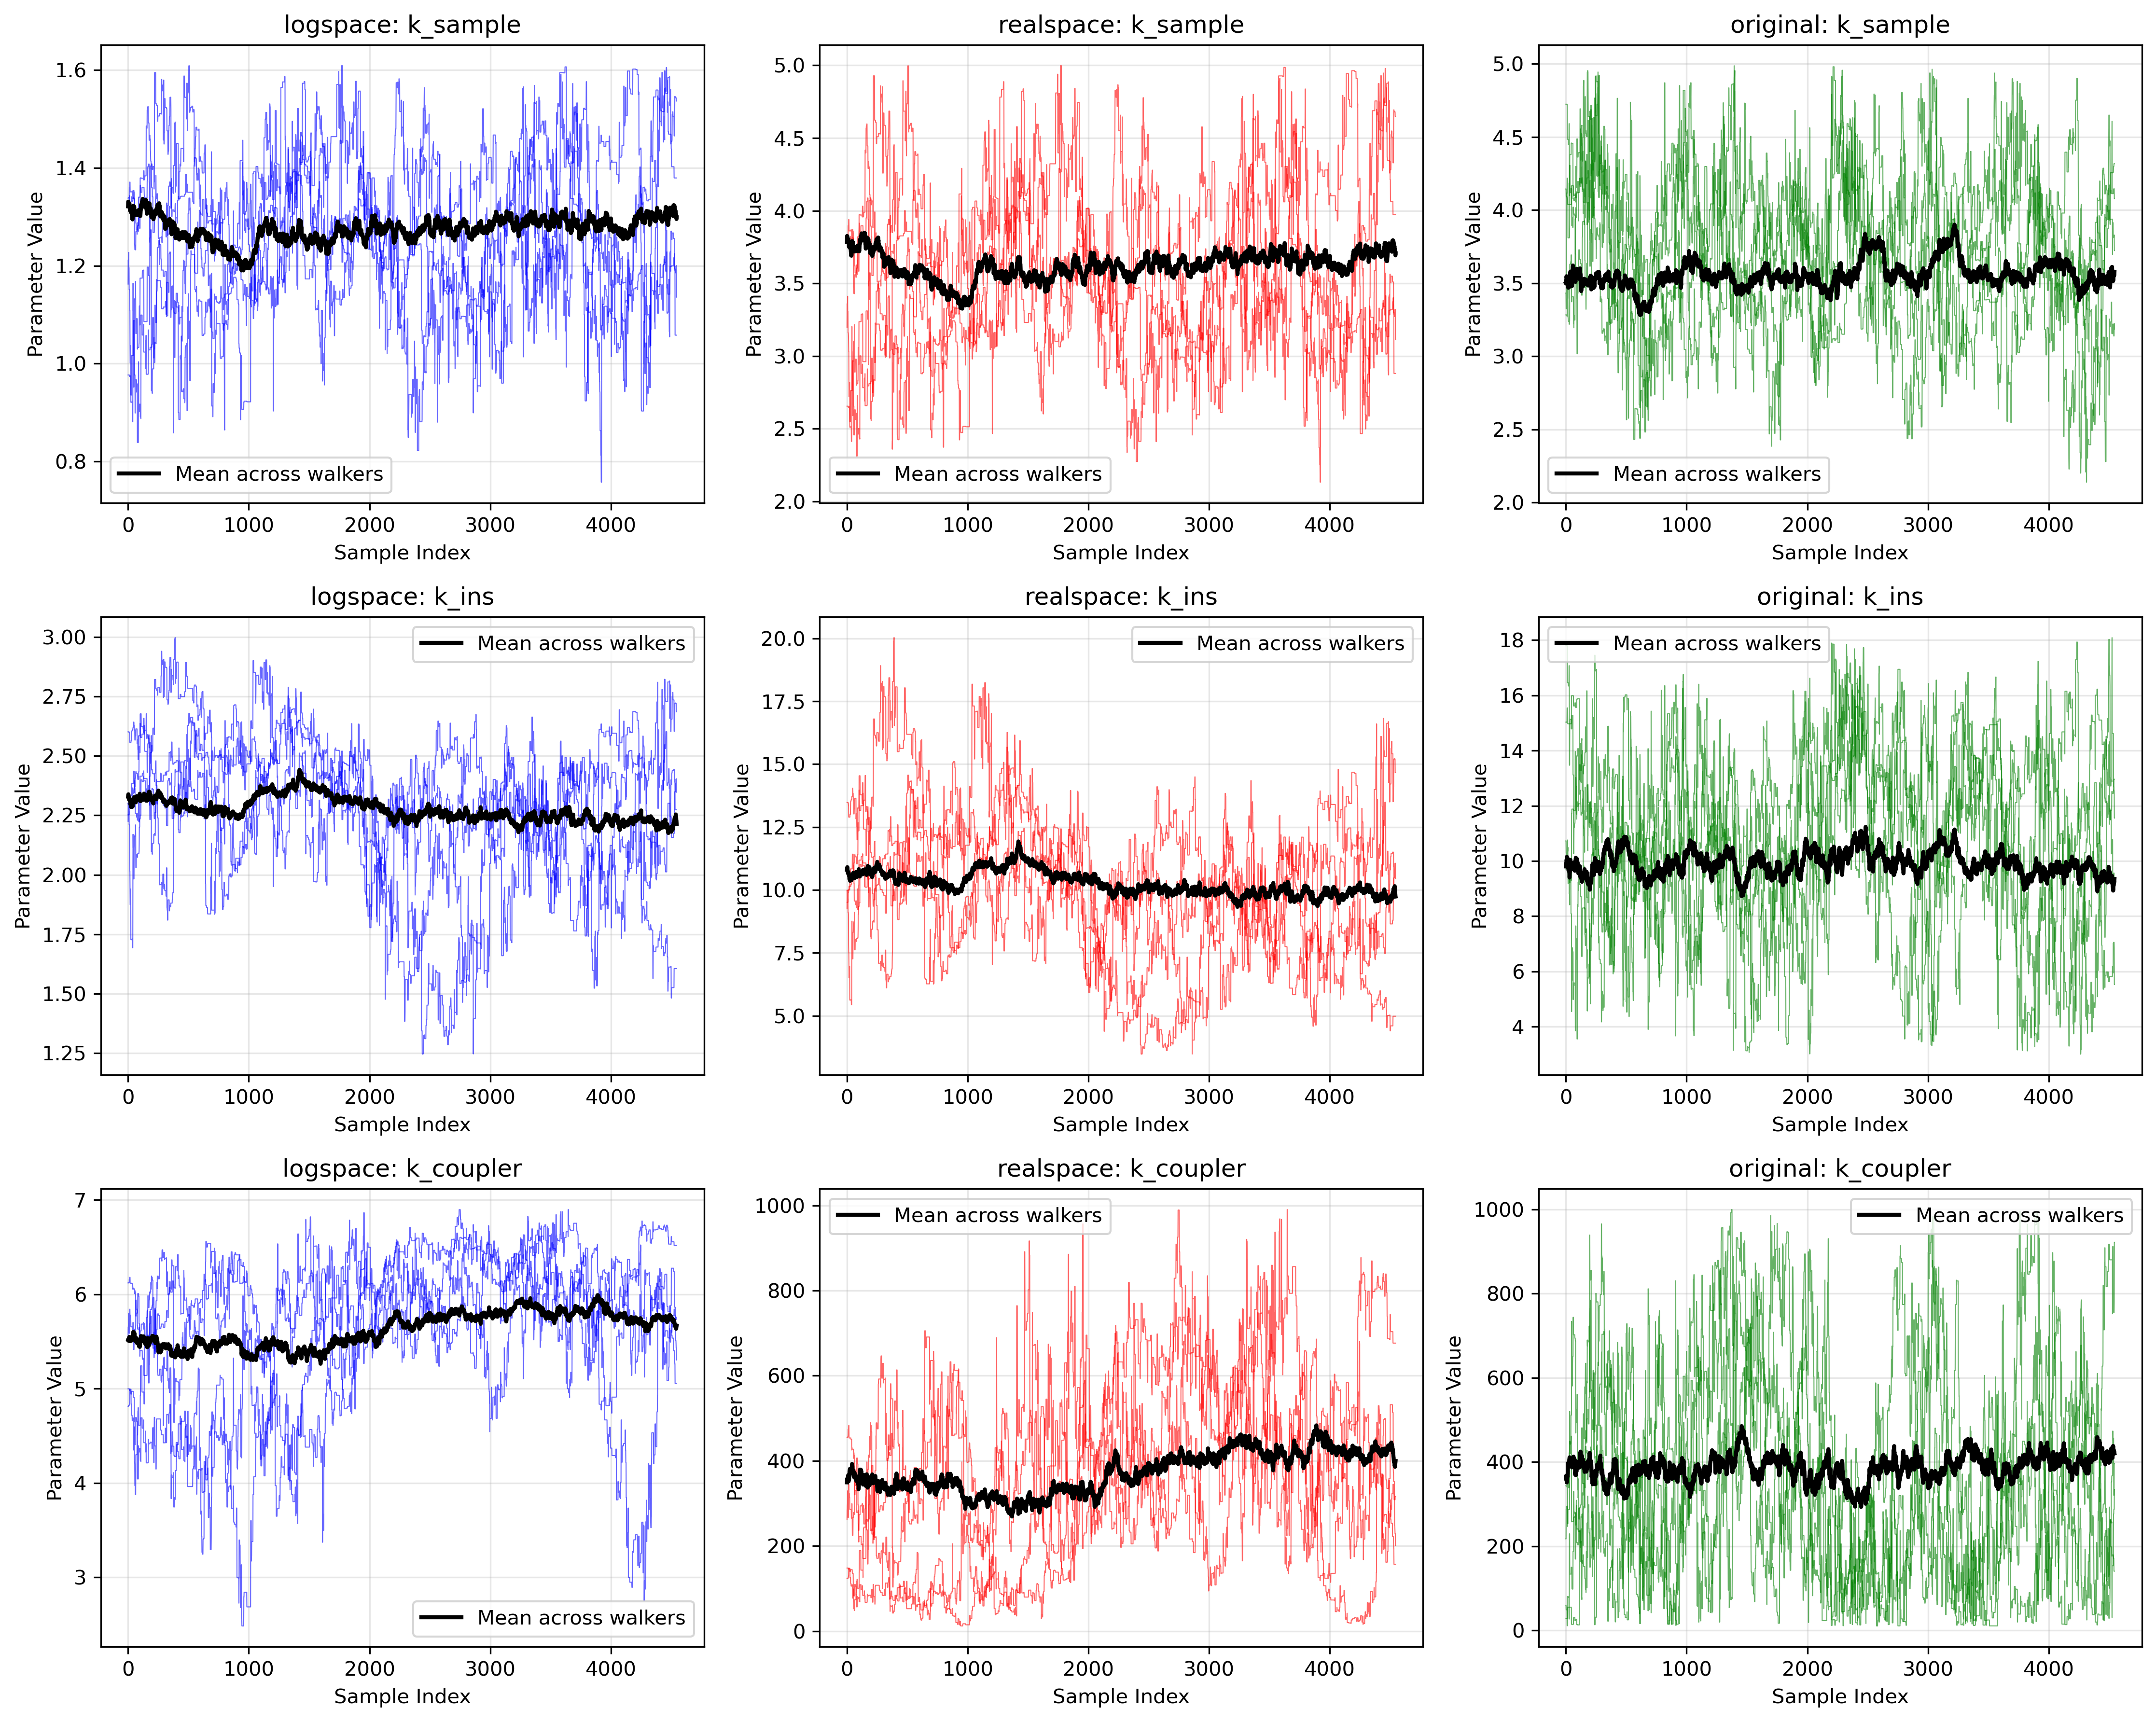 logspace: k_sample
Parameter Value
1.6
1.4
1.2
1.0
0.8
Mean across walkers
0 1000 2000 3000 4000
Sample Index
realspace: k_sample
Parameter Value
5.0
4.5
4.0
3.5
3.0
2.5
2.0
Mean across walkers
0 1000 2000 3000 4000
Sample Index
original: k_sample
Parameter Value
5.0
4.5
4.0
3.5
3.0
2.5
2.0
Mean across walkers
0 1000 2000 3000 4000
Sample Index
logspace: k_ins
Parameter Value
3.00
2.75
2.50
2.25
2.00
1.75
1.50
1.25
Mean across walkers
0 1000 2000 3000 4000
Sample Index
realspace: k_ins
Parameter Value
20.0
17.5
15.0
12.5
10.0
7.5
5.0
Mean across walkers
0 1000 2000 3000 4000
Sample Index
original: k_ins
Parameter Value
18
16
14
12
10
8
6
4
Mean across walkers
0 1000 2000 3000 4000
Sample Index
logspace: k_coupler
Parameter Value
7
6
5
4
3
Mean across walkers
0 1000 2000 3000 4000
Sample Index
realspace: k_coupler
Parameter Value
1000
800
600
400
200
0
Mean across walkers
0 1000 2000 3000 4000
Sample Index
original: k_coupler
Parameter Value
1000
800
600
400
200
0
Mean across walkers
0 1000 2000 3000 4000
Sample Index